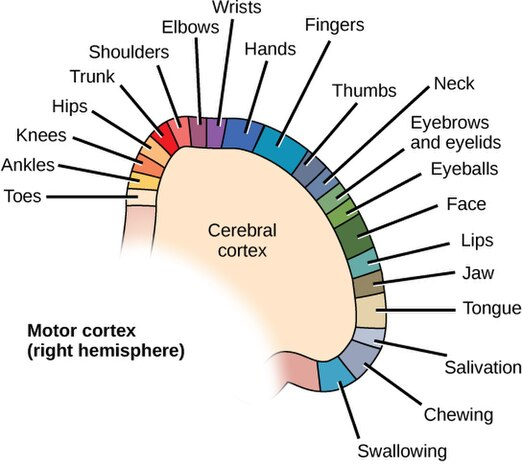 Wrists
Elbows
Fingers
Shoulders
Hands
Trunk
Thumbs
Neck
Hips
Eyebrows
and eyelids
Knees
Eyeballs
Ankles
Toes
Face
Cerebral
cortex
Lips
Jaw
Tongue
Motor cortex
(right hemisphere)
Salivation
Chewing
Swallowing